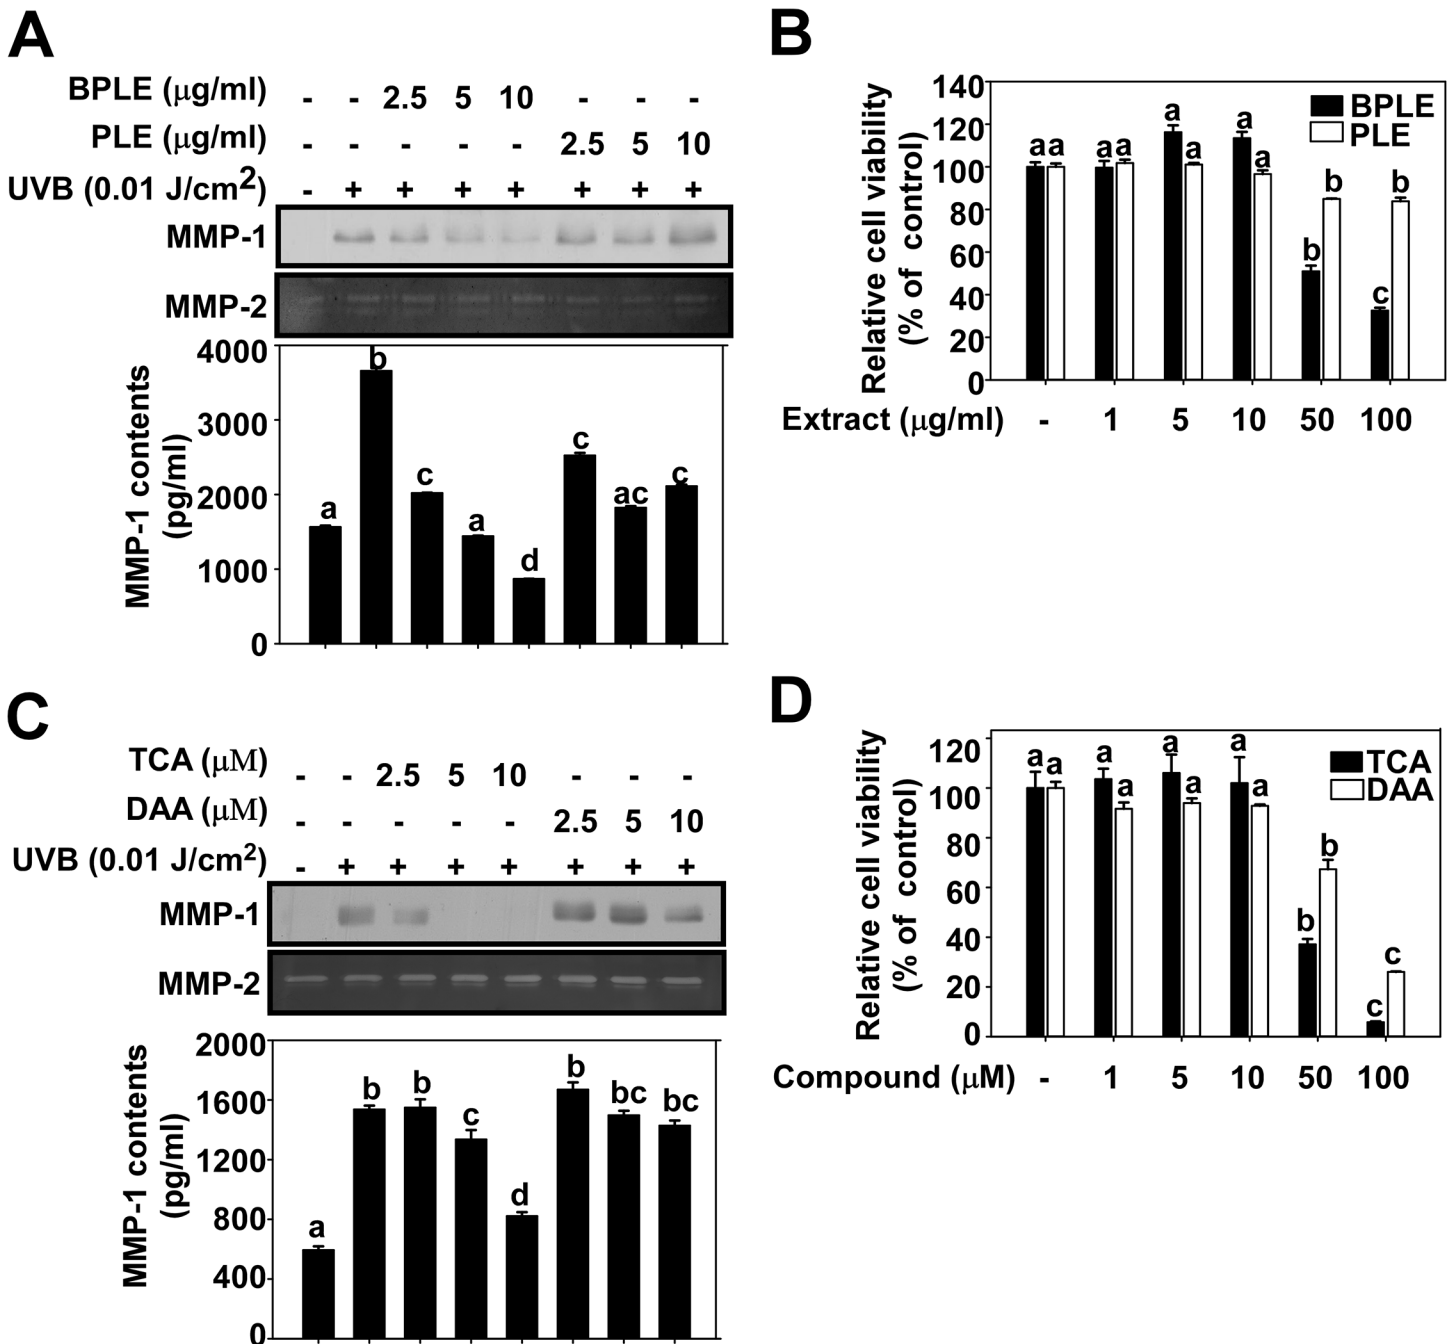 A
BPLE (μg/ml) - - 2.5 5 10 - - -
PLE (μg/ml) - - - - - 2.5 5 10
UVB (0.01 J/cm2) - + + + + + + +
MMP-1
MMP-2
MMP-1 contents
(pg/ml)
4000
3000
2000
1000
0
a b c a d c ac c
B
Relative cell viability
(% of control)
140
120
100
80
60
40
20
0
BPLE
PLE
a a a a a a a a b b c b
Extract (μg/ml) - 1 5 10 50 100
C
TCA (μM) - - 2.5 5 10 - - -
DAA (μM) - - - - - 2.5 5 10
UVB (0.01 J/cm2) - + + + + + + +
MMP-1
MMP-2
MMP-1 contents
(pg/ml)
2000
1600
1200
800
400
0
a b b c d b bc bc
D
Relative cell viability
(% of control)
120
100
80
60
40
20
0
TCA
DAA
a a a a a a a a b b c c
Compound (μM) - 1 5 10 50 100